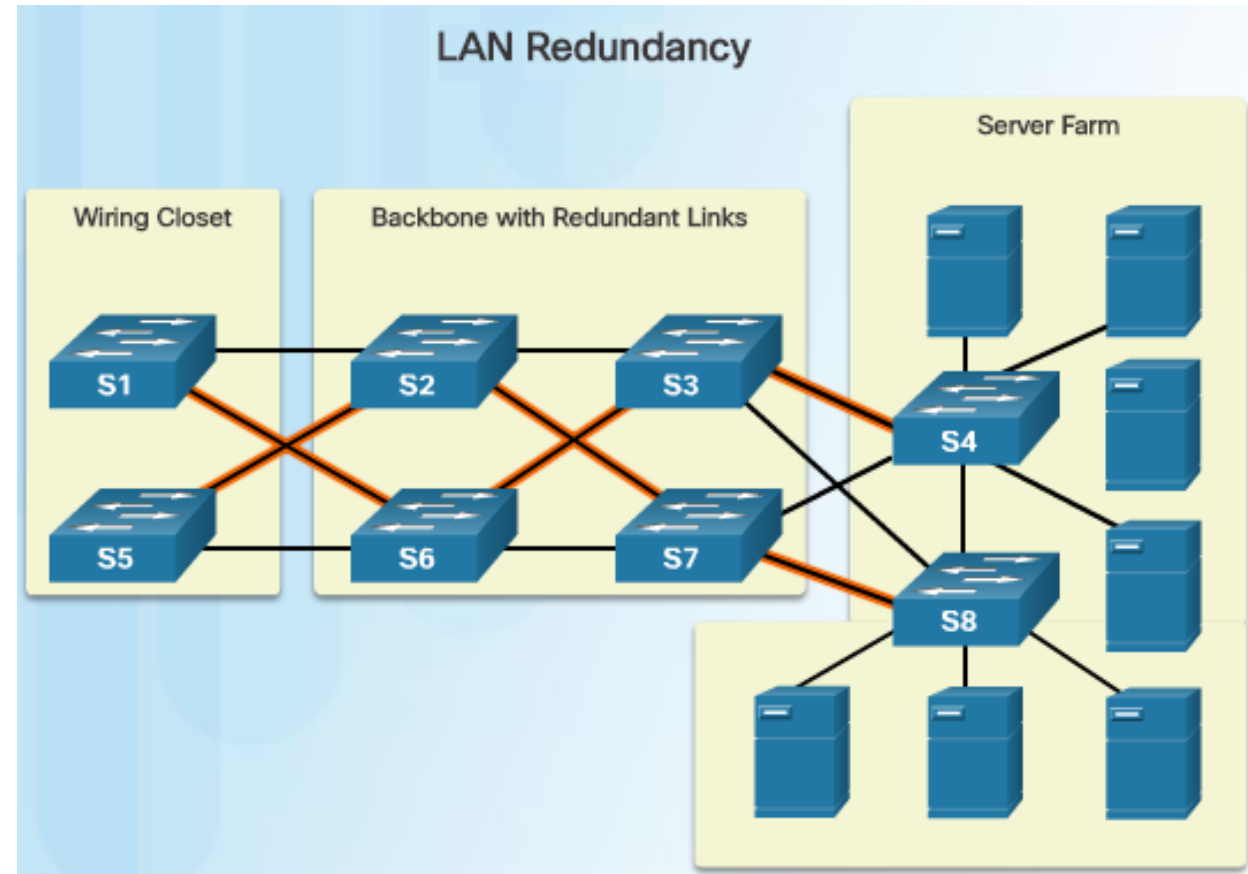 LAN Redundancy
Server Farm
Wiring Closet
Backbone with Redundant Links
S1
S2
S3
S4
S5
S6
S7
S8